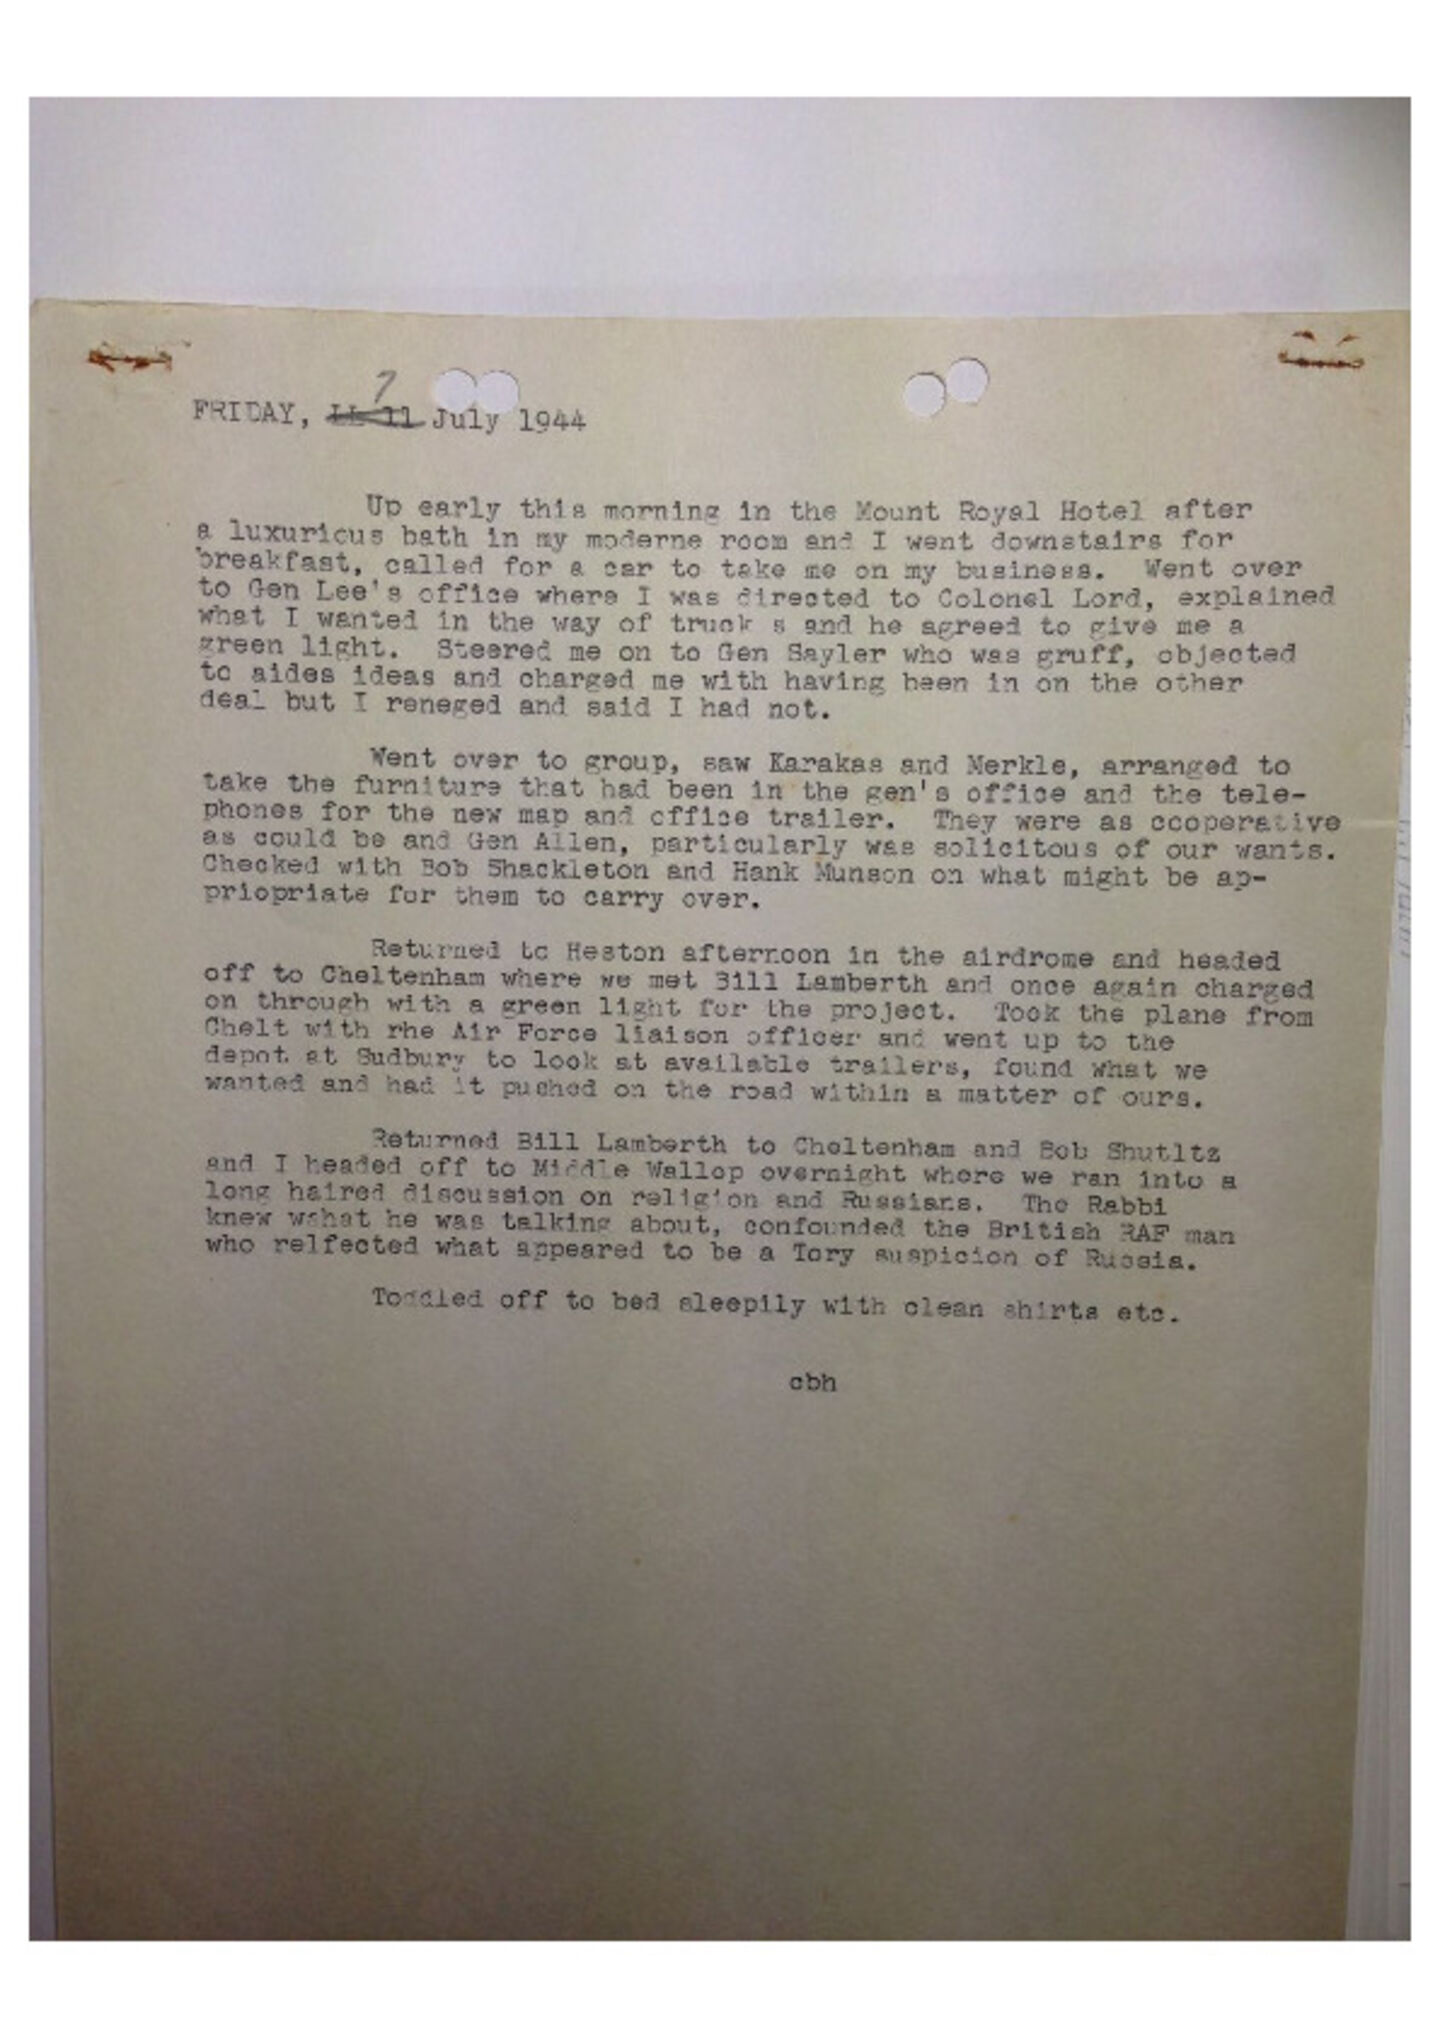 7
FRIDAY, 11 11 July 1944
Up early this morning in the Mount Royal Hotel after
a luxuricus bath in my moderne room and I went downstairs for
breakfast, called for a car to take me on my business. Went over
to Gen Lee's office where I was directed to Colonel Lord, explained
what I wanted in the way of truck s and he agreed to give me a
green light. Steered me on to Gen Sayler who was gruff, objected
to aides ideas and charged me with having been in on the other
deal but I reneged and said I had not.
Went over to group, saw Karakas and Merkle, arranged to
take the furniture that had been in the gen's office and the tele-
phones for the new map and office trailer. They were as cooperative
as could be and Gen Allen, particularly was solicitous of our wants.
Checked with Bob Shackleton and Hank Munson on what might be ap-
priopriate for them to carry over.
Returned to Heston afternoon in the airdrome and headed
off to Cheltenham where we met Bill Lamberth and once again charged
on through with a green light for the project. Took the plane from
Chelt with rhe Air Force liaison officer and went up to the
depot at Sudbury to look at available trailers, found what we
wanted and had it pushed on the road within a matter of ours.
Returned Bill Lamberth to Cheltenham and Bob Shutltz
and I headed off to Middle Wallop overnight where we ran into a
long haired discussion on religion and Russians. The Rabbi
knew wshat he was talking about, confounded the British RAF man
who relfected what appeared to be a Tory suspicion of Russia.
Toddled off to bed sleepily with clean shirts etc.
cbh